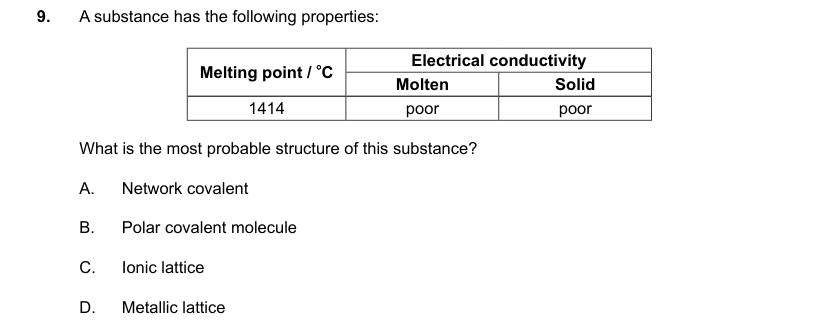 9. A substance has the following properties:
Melting point / °C
Electrical conductivity
Molten Solid
1414 poor poor
What is the most probable structure of this substance?
A. Network covalent
B. Polar covalent molecule
C. Ionic lattice
D. Metallic lattice